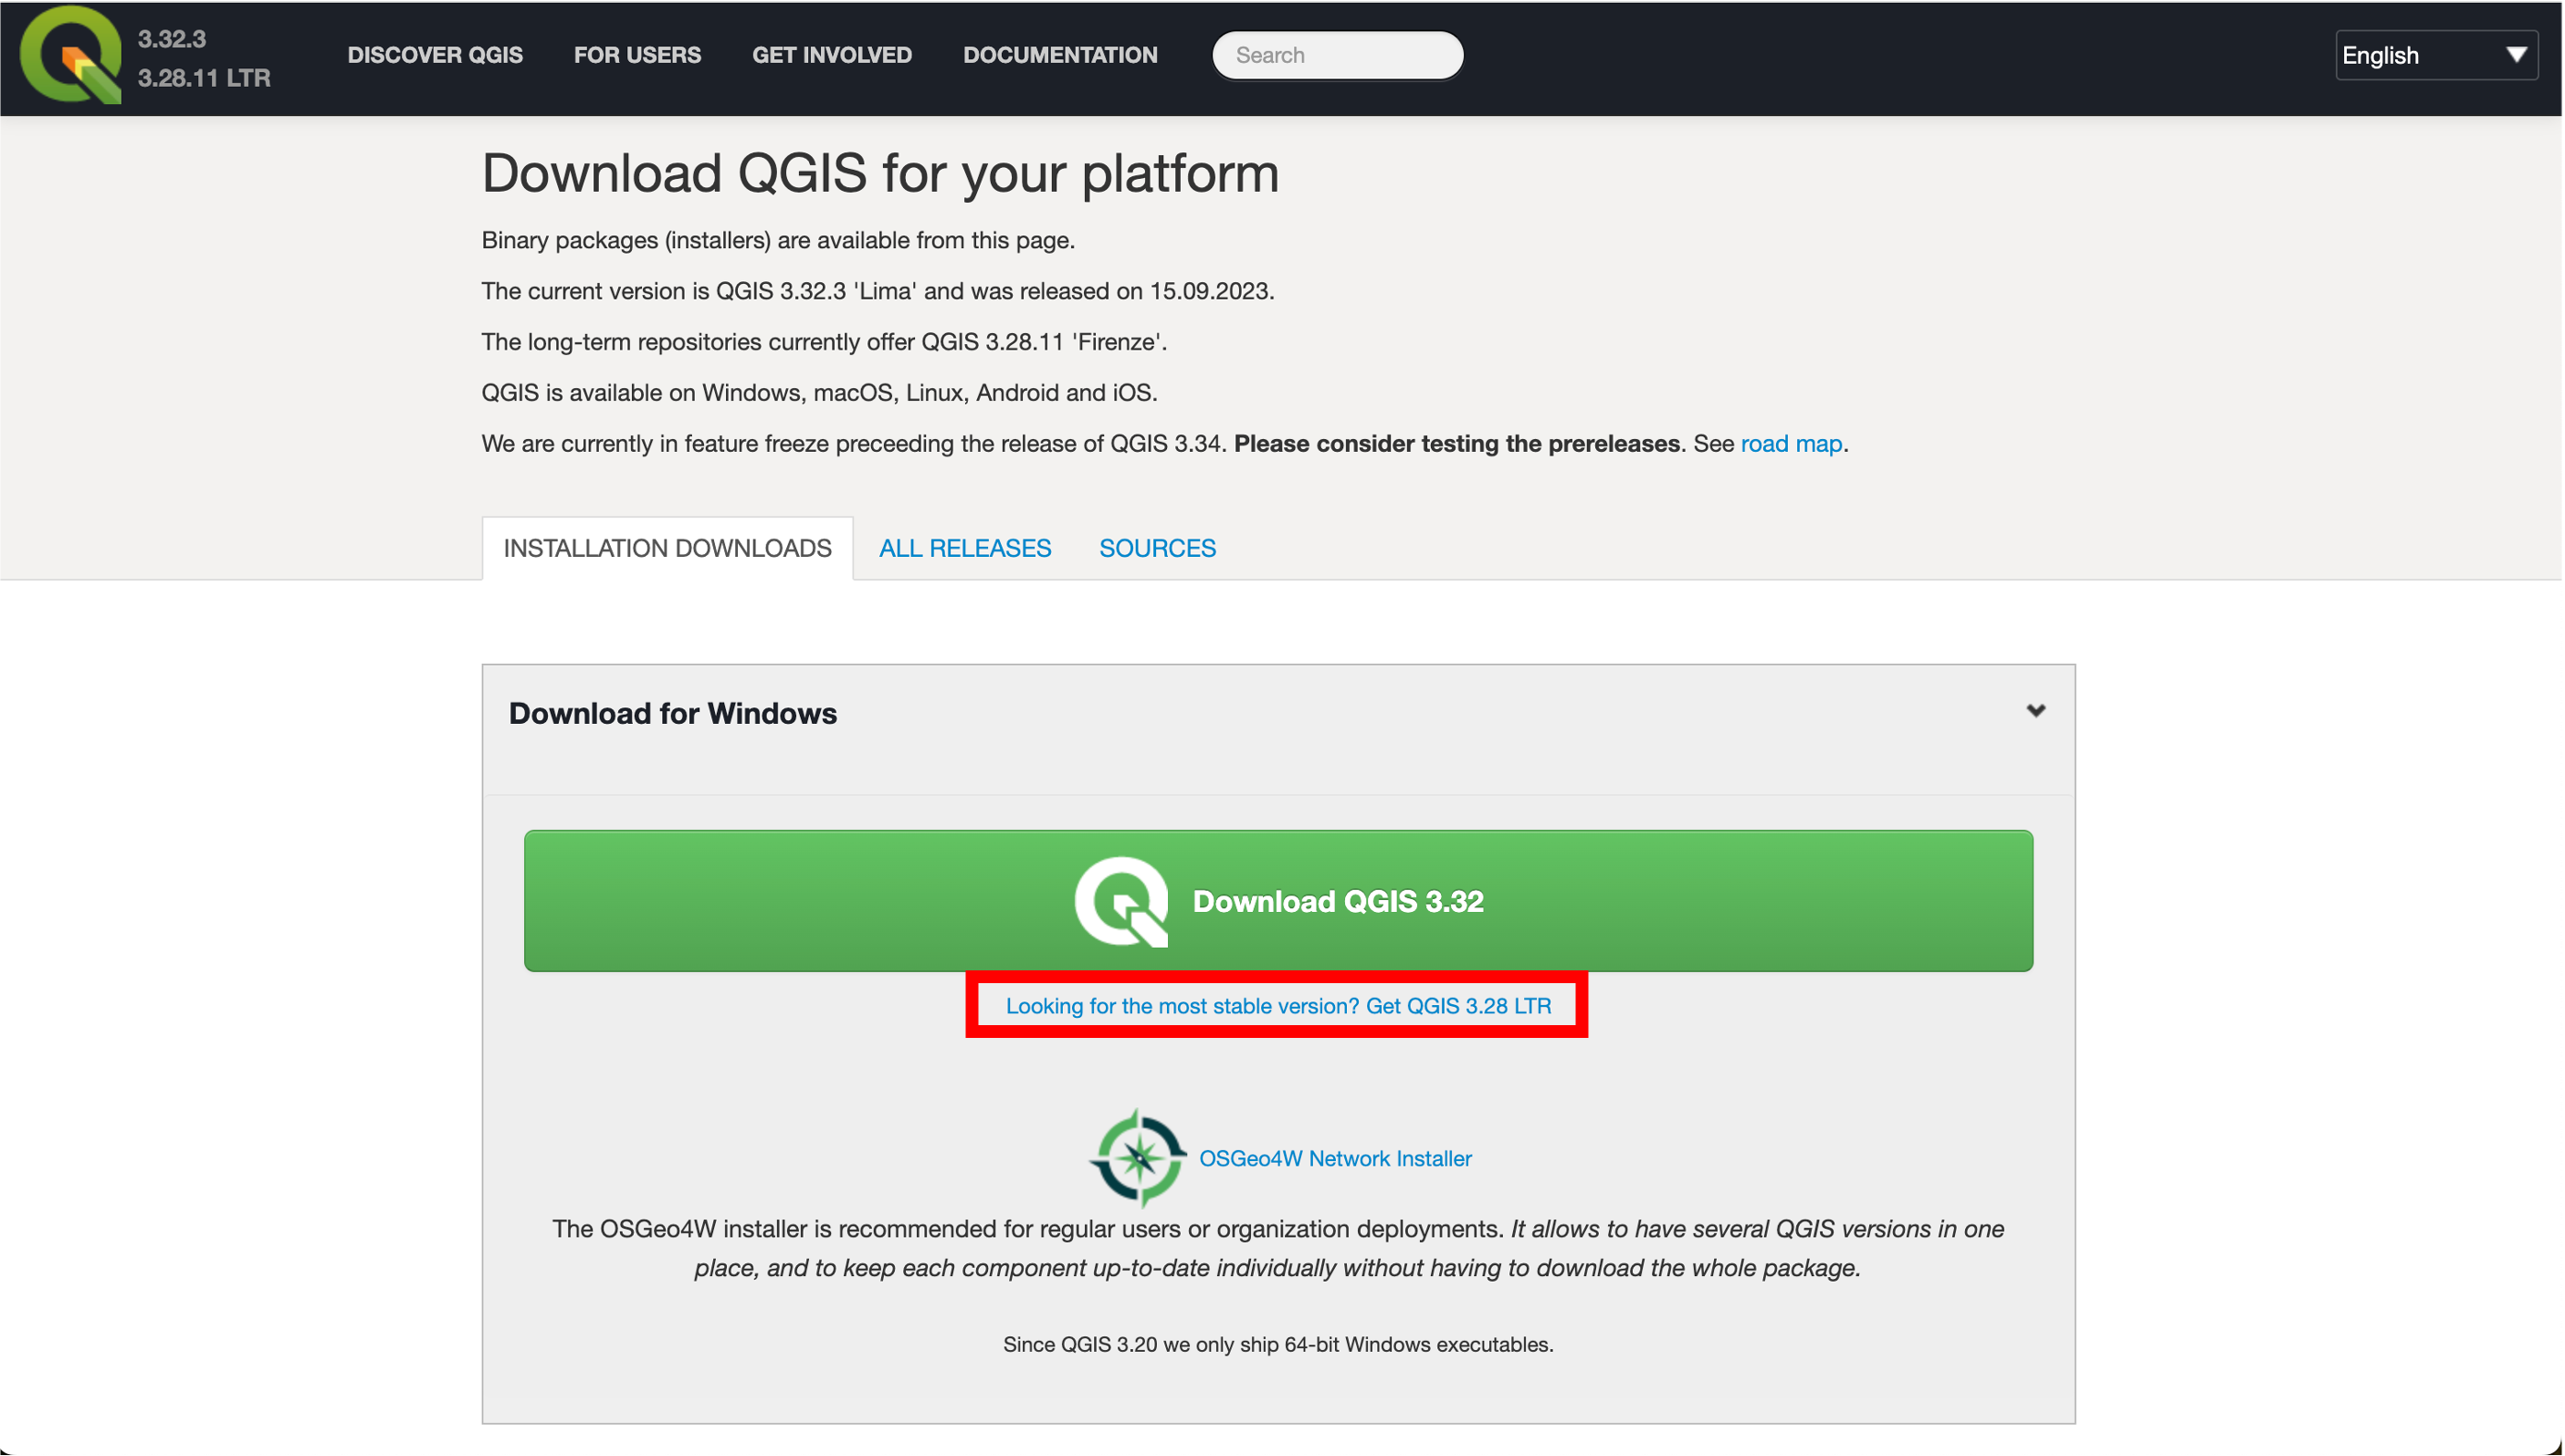 3.32.3
3.28.11 LTR
DISCOVER QGIS
FOR USERS
GET INVOLVED
DOCUMENTATION
Search
English
Download QGIS for your platform
Binary packages (installers) are available from this page.
The current version is QGIS 3.32.3 'Lima' and was released on 15.09.2023.
The long-term repositories currently offer QGIS 3.28.11 'Firenze'.
QGIS is available on Windows, macOS, Linux, Android and iOS.
We are currently in feature freeze preceeding the release of QGIS 3.34. Please consider testing the prereleases. See road map.
INSTALLATION DOWNLOADS
ALL RELEASES
SOURCES
Download for Windows
Download QGIS 3.32
Looking for the most stable version? Get QGIS 3.28 LTR
OSGeo4W Network Installer
The OSGeo4W installer is recommended for regular users or organization deployments. It allows to have several QGIS versions in one
place, and to keep each component up-to-date individually without having to download the whole package.
Since QGIS 3.20 we only ship 64-bit Windows executables.